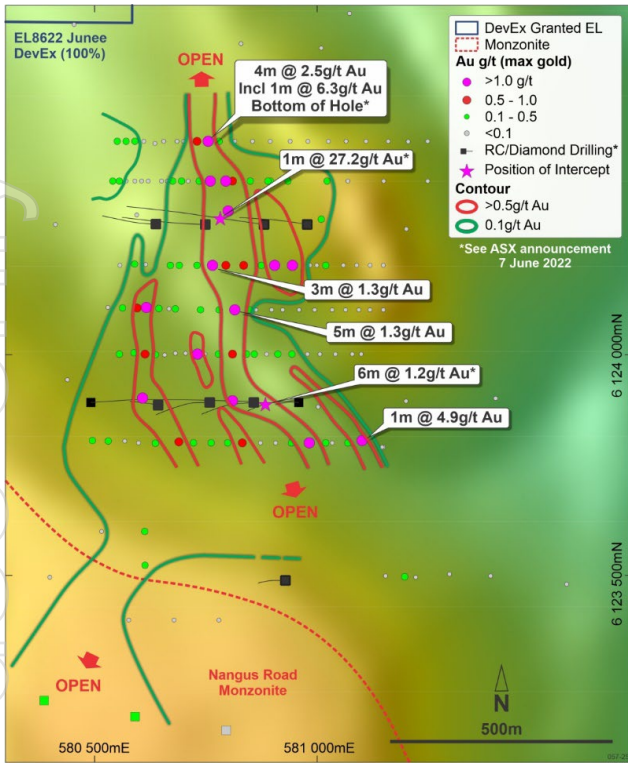 EL8622 Junee
DevEx (100%)
OPEN
4m @ 2.5g/t Au
Incl 1m @ 6.3g/t Au
Bottom of Hole*
1m @ 27.2g/t Au*
3m @ 1.3g/t Au
5m @ 1.3g/t Au
6m @ 1.2g/t Au*
1m @ 4.9g/t Au
DevEx Granted EL
Monzonite
Au g/t (max gold)
>1.0 g/t
0.5 - 1.0
0.1 - 0.5
<0.1
RC/Diamond Drilling*
Position of Intercept
Contour
>0.5g/t Au
0.1g/t Au
*See ASX announcement
7 June 2022
6 124 000mN
OPEN
6 123 500mN
OPEN
Nangus Road
Monzonite
N
500m
580 500mE
581 000mE